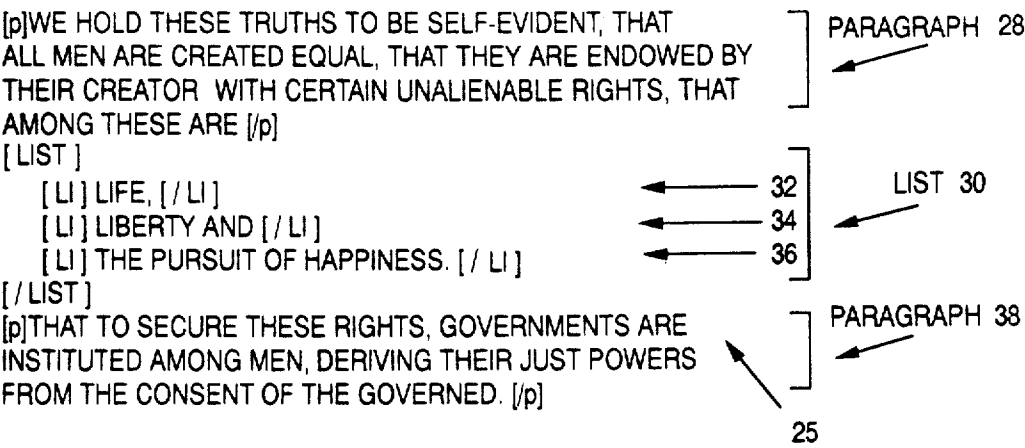 [p]WE HOLD THESE TRUTHS TO BE SELF-EVIDENT, THAT
ALL MEN ARE CREATED EQUAL, THAT THEY ARE ENDOWED BY
THEIR CREATOR WITH CERTAIN UNALIENABLE RIGHTS, THAT
AMONG THESE ARE [/p]
PARAGRAPH 28
[ LIST ]
[ LI ] LIFE, [ / LI ]
32
[ LI ] LIBERTY AND [ / LI ]
34
[ LI ] THE PURSUIT OF HAPPINESS. [ / LI ]
36
LIST 30
[ / LIST ]
[p]THAT TO SECURE THESE RIGHTS, GOVERNMENTS ARE
INSTITUTED AMONG MEN, DERIVING THEIR JUST POWERS
FROM THE CONSENT OF THE GOVERNED. [/p]
PARAGRAPH 38
25